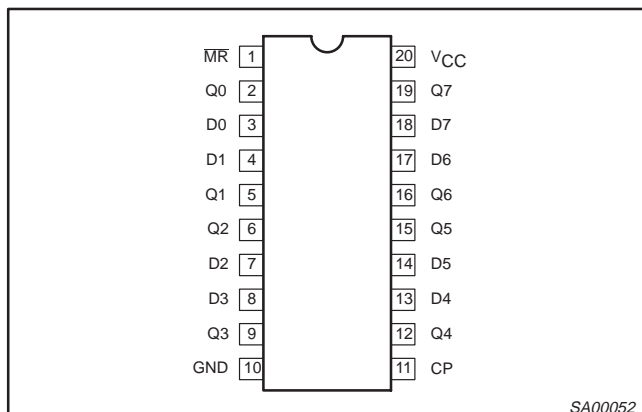 M̅R̅ 1 20 VCC
Q0 2 19 Q7
D0 3 18 D7
D1 4 17 D6
Q1 5 16 Q6
Q2 6 15 Q5
D2 7 14 D5
D3 8 13 D4
Q3 9 12 Q4
GND 10 11 CP
SA00052